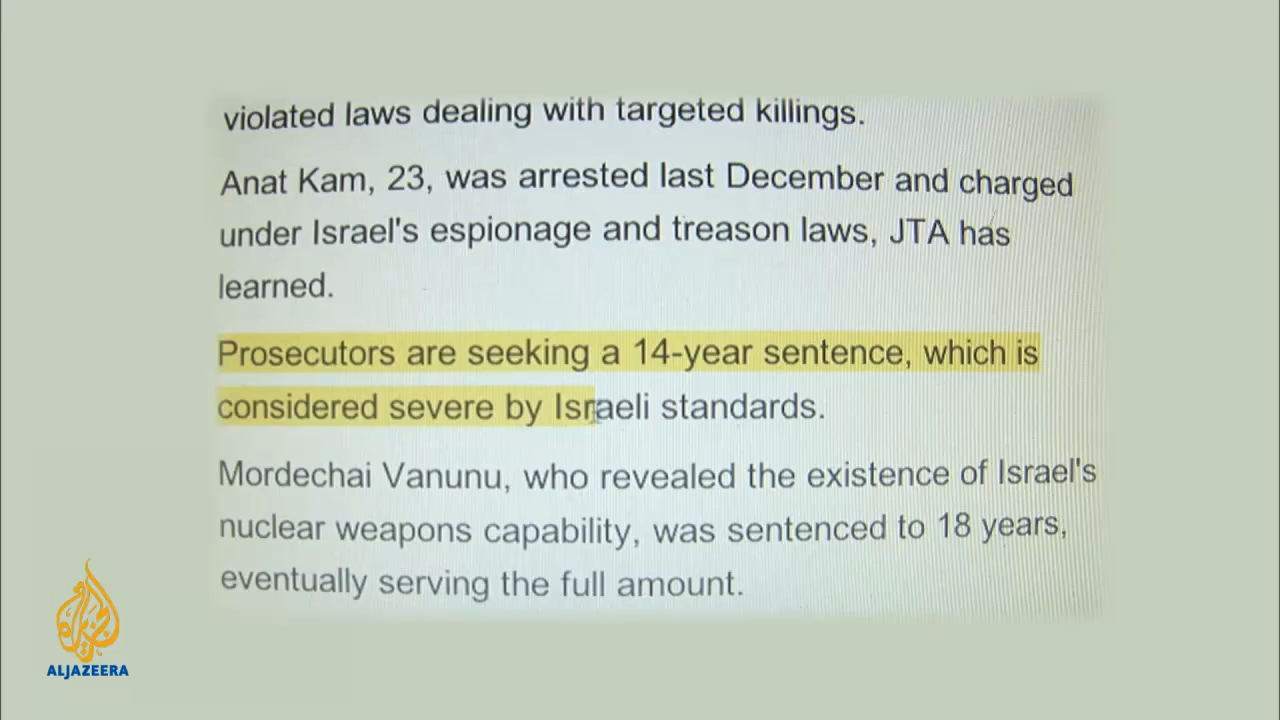 violated laws dealing with targeted killings.
Anat Kam, 23, was arrested last December and charged
under Israel's espionage and treason laws, JTA has
learned.
Prosecutors are seeking a 14-year sentence, which is
considered severe by Israeli standards.
Mordechai Vanunu, who revealed the existence of Israel's
nuclear weapons capability, was sentenced to 18 years,
eventually serving the full amount.
الجزيرة
ALJAZEERA